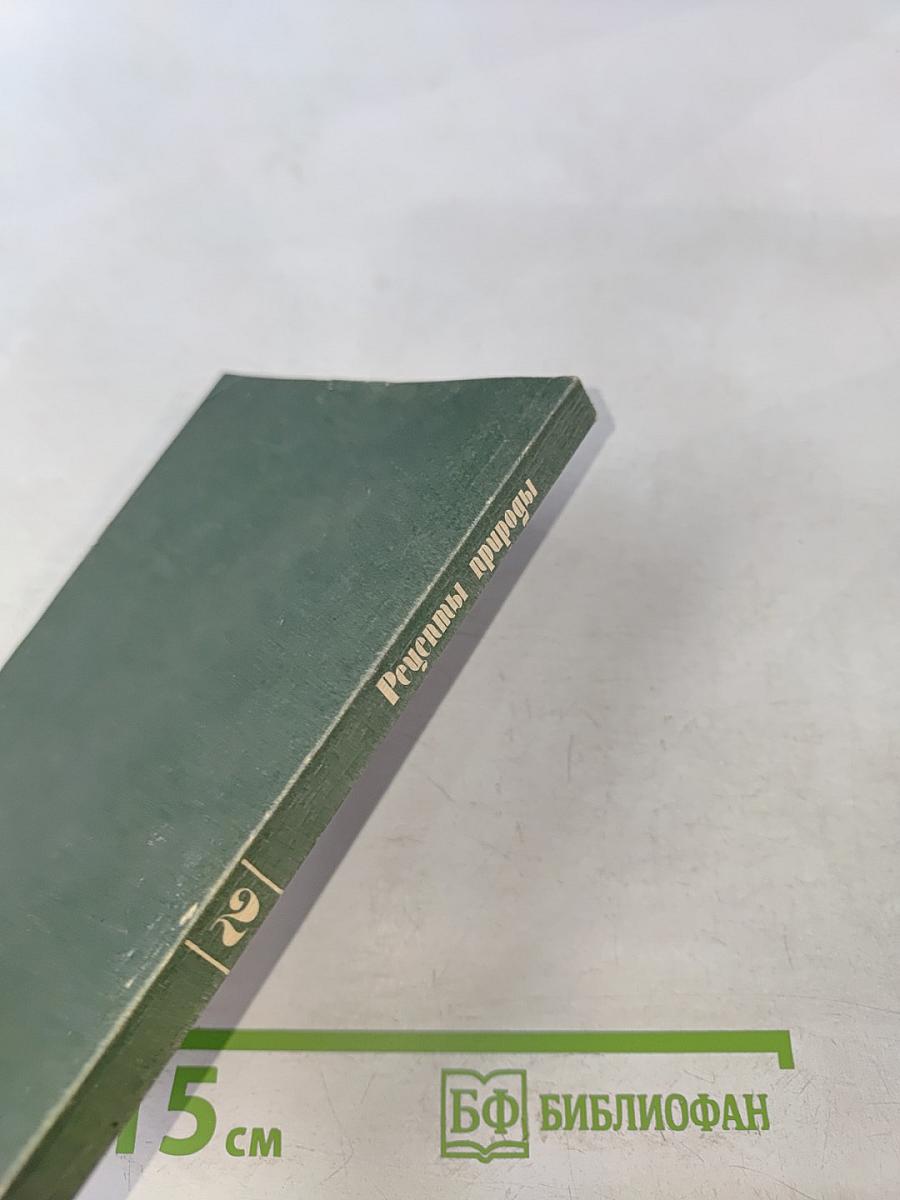 Рецепты природы
2
15 см
БФ БИБЛИОФАН